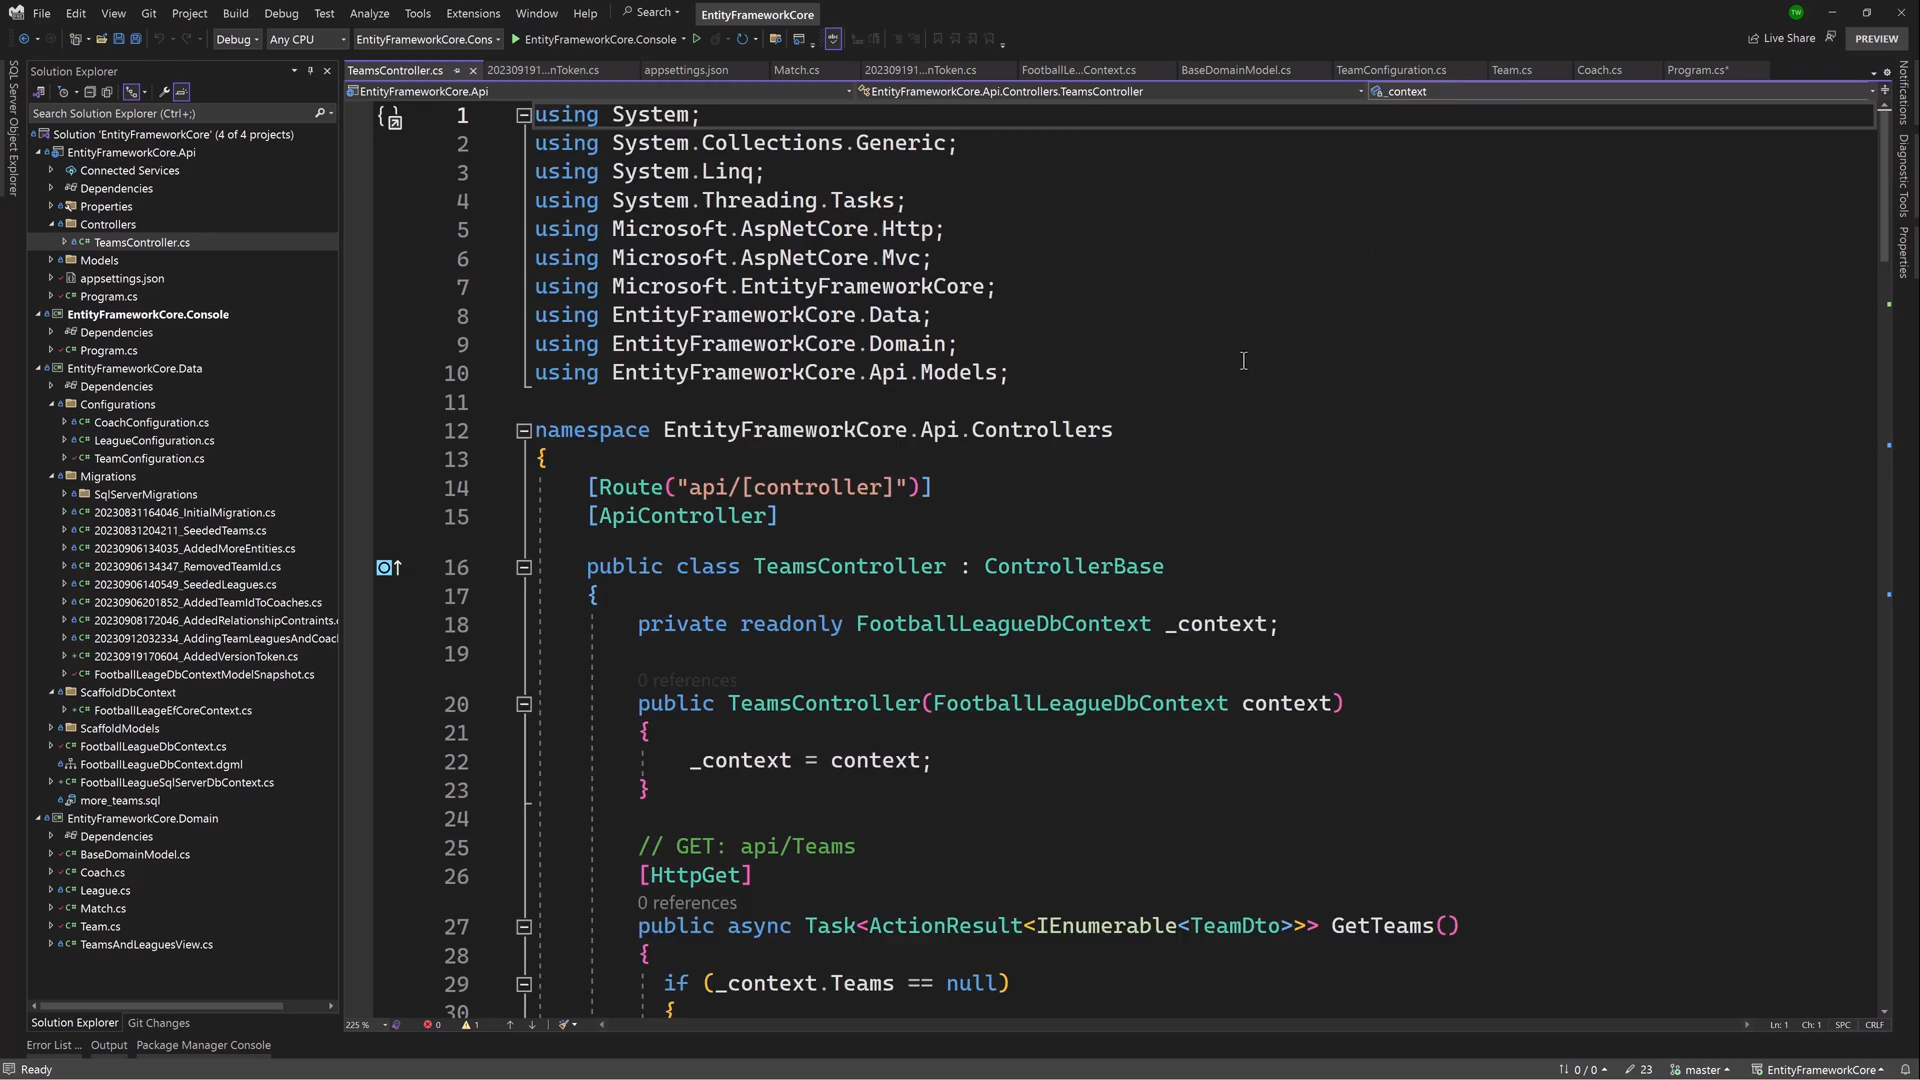 File Edit View Git Project Build Debug Test Analyze Tools Extensions Window Help Search EntityFrameworkCore TW
Debug Any CPU EntityFrameworkCore.Cons EntityFrameworkCore.Console Live Share PREVIEW
SQL Server Object Explorer
Solution Explorer
Search Solution Explorer (Ctrl+;)
Solution 'EntityFrameworkCore' (4 of 4 projects)
EntityFrameworkCore.Api
Connected Services
Dependencies
Properties
Controllers
TeamsController.cs
Models
appsettings.json
Program.cs
EntityFrameworkCore.Console
Dependencies
Program.cs
EntityFrameworkCore.Data
Dependencies
Configurations
CoachConfiguration.cs
LeagueConfiguration.cs
TeamConfiguration.cs
Migrations
SqlServerMigrations
20230831164046_InitialMigration.cs
20230831204211_SeededTeams.cs
20230906134035_AddedMoreEntities.cs
20230906134347_RemovedTeamId.cs
20230906140549_SeededLeagues.cs
20230906201852_AddedTeamIdToCoaches.cs
20230908172046_AddedRelationshipContraints.c
20230912032334_AddingTeamLeaguesAndCoach
20230919170604_AddedVersionToken.cs
FootballLeageDbContextModelSnapshot.cs
ScaffoldDbContext
FootballLeageEfCoreContext.cs
ScaffoldModels
FootballLeagueDbContext.cs
FootballLeagueDbContext.dgml
FootballLeagueSqlServerDbContext.cs
more_teams.sql
EntityFrameworkCore.Domain
Dependencies
BaseDomainModel.cs
Coach.cs
League.cs
Match.cs
Team.cs
TeamsAndLeaguesView.cs
Solution Explorer Git Changes
TeamsController.cs 202309191...nToken.cs appsettings.json Match.cs 202309191...nToken.cs FootballLe...Context.cs BaseDomainModel.cs TeamConfiguration.cs Team.cs Coach.cs Program.cs*
EntityFrameworkCore.Api EntityFrameworkCore.Api.Controllers.TeamsController _context
1 using System;
2 using System.Collections.Generic;
3 using System.Linq;
4 using System.Threading.Tasks;
5 using Microsoft.AspNetCore.Http;
6 using Microsoft.AspNetCore.Mvc;
7 using Microsoft.EntityFrameworkCore;
8 using EntityFrameworkCore.Data;
9 using EntityFrameworkCore.Domain;
10 using EntityFrameworkCore.Api.Models;
11
12 namespace EntityFrameworkCore.Api.Controllers
13 {
14 [Route("api/[controller]")]
15 [ApiController]
16 public class TeamsController : ControllerBase
17 {
18 private readonly FootballLeagueDbContext _context;
19
0 references
20 public TeamsController(FootballLeagueDbContext context)
21 {
22 _context = context;
23 }
24
25 // GET: api/Teams
26 [HttpGet]
0 references
27 public async Task<ActionResult<IEnumerable<TeamDto>>> GetTeams()
28 {
29 if (_context.Teams == null)
30 {
225 % 0 1 Ln: 1 Ch: 1 SPC CRLF
Notifications
Diagnostic Tools
Properties
Error List ... Output Package Manager Console
Ready 0 / 0 23 master EntityFrameworkCore